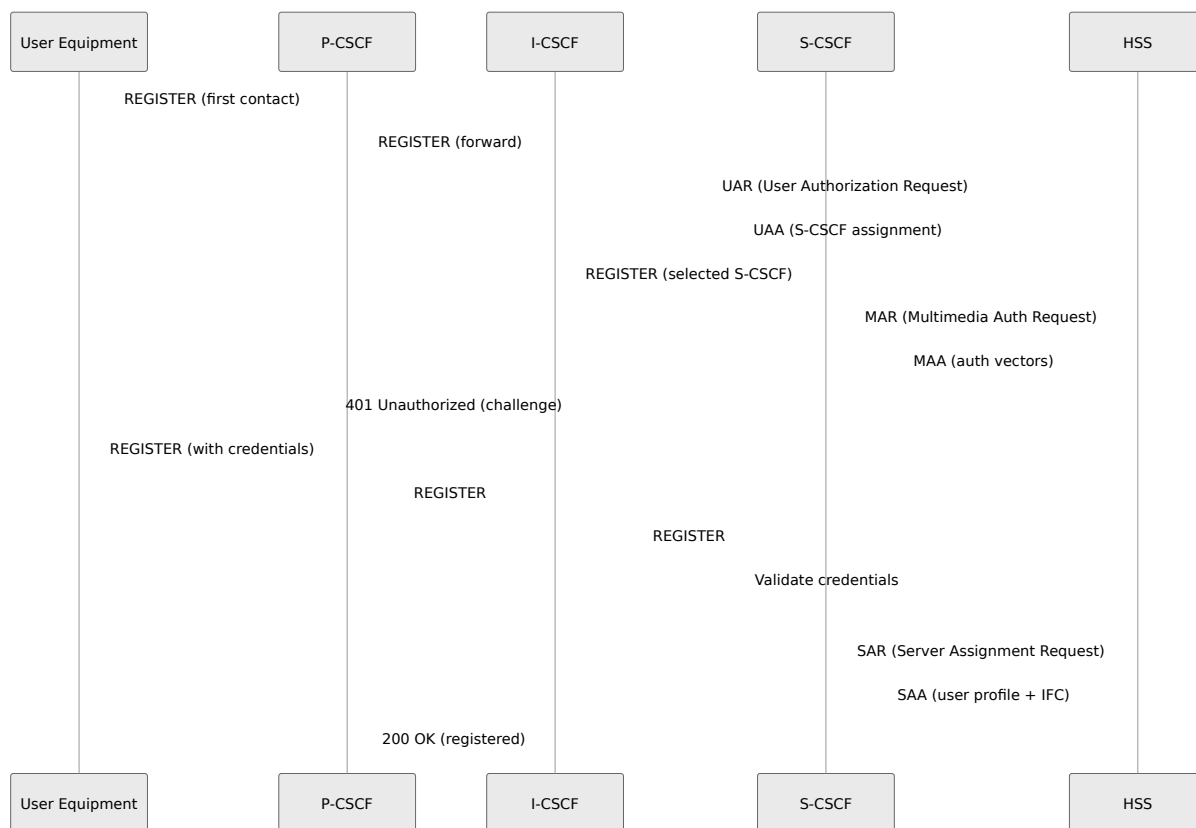 User Equipment
P-CSCF
I-CSCF
S-CSCF
HSS
REGISTER (first contact)
REGISTER (forward)
UAR (User Authorization Request)
UAA (S-CSCF assignment)
REGISTER (selected S-CSCF)
MAR (Multimedia Auth Request)
MAA (auth vectors)
401 Unauthorized (challenge)
REGISTER (with credentials)
REGISTER
REGISTER
Validate credentials
SAR (Server Assignment Request)
SAA (user profile + IFC)
200 OK (registered)
User Equipment
P-CSCF
I-CSCF
S-CSCF
HSS